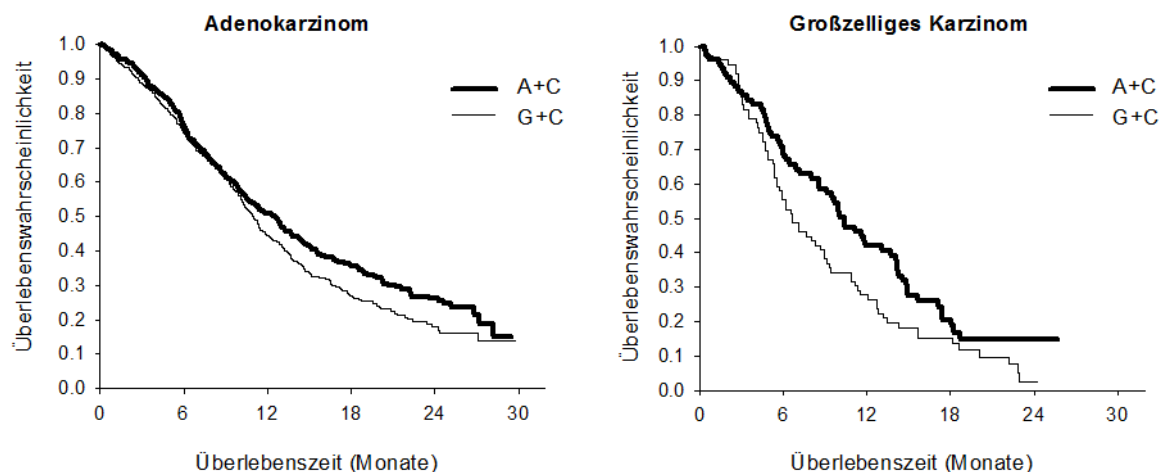 Adenokarzinom
Überlebenswahrscheinlichkeit
1.0
0.9
0.8
0.7
0.6
0.5
0.4
0.3
0.2
0.1
0.0
A+C
G+C
0 6 12 18 24 30
Überlebenszeit (Monate)
Großzelliges Karzinom
Überlebenswahrscheinlichkeit
1.0
0.9
0.8
0.7
0.6
0.5
0.4
0.3
0.2
0.1
0.0
A+C
G+C
0 6 12 18 24 30
Überlebenszeit (Monate)